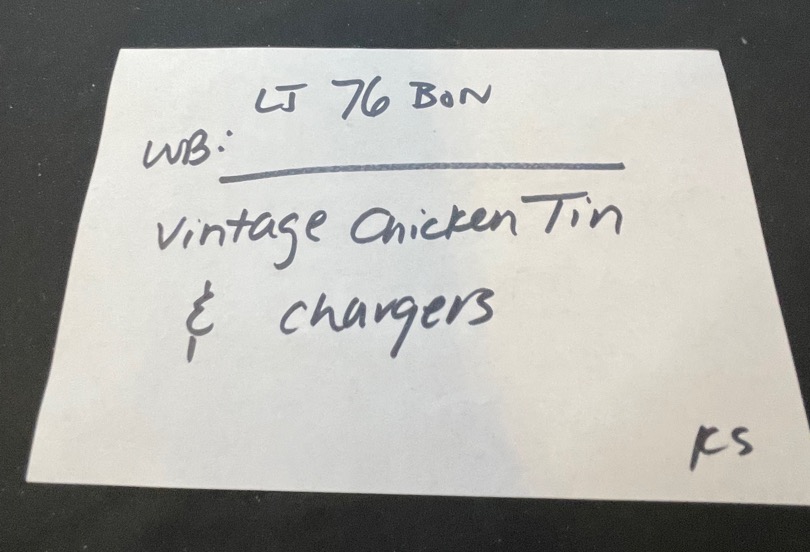 LJ 76 BON
WB:
Vintage Chicken Tin
& chargers
KS